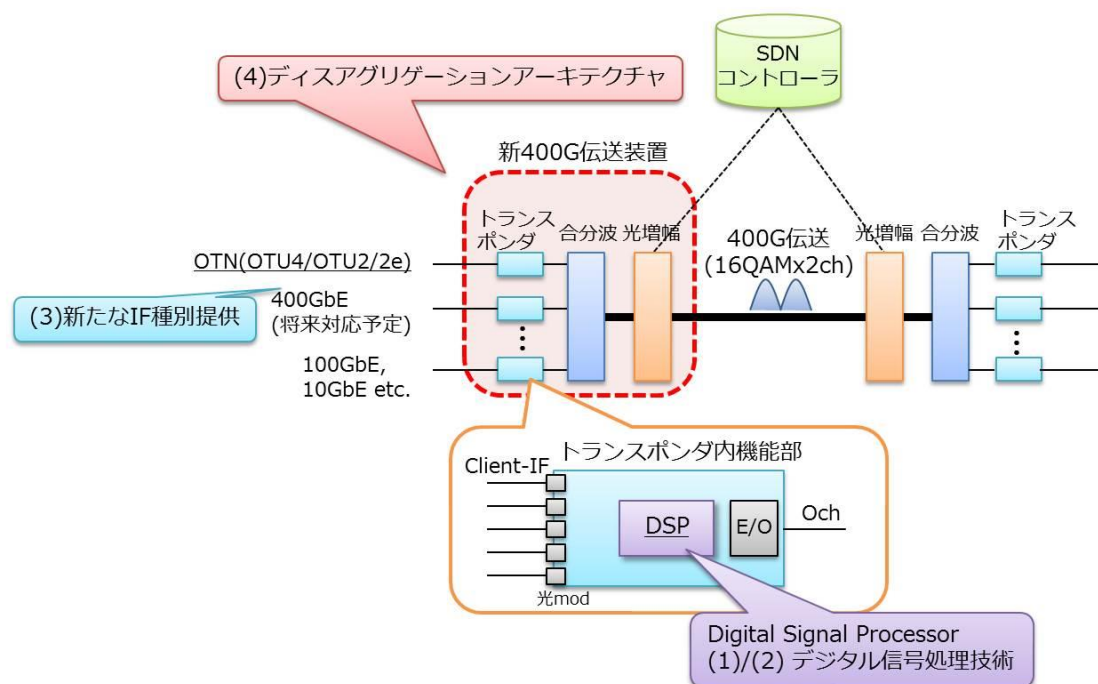 SDN
コントローラ
(4)ディスアグリゲーションアーキテクチャ
新400G伝送装置
トランス
ポンダ
合分波
光増幅
400G伝送
(16QAMx2ch)
光増幅
合分波
トランス
ポンダ
OTN(OTU4/OTU2/2e)
(3)新たなIF種別提供
400GbE
(将来対応予定)
100GbE,
10GbE etc.
トランスポンダ内機能部
Client-IF
DSP
E/O
Och
光mod
Digital Signal Processor
(1)/(2) デジタル信号処理技術